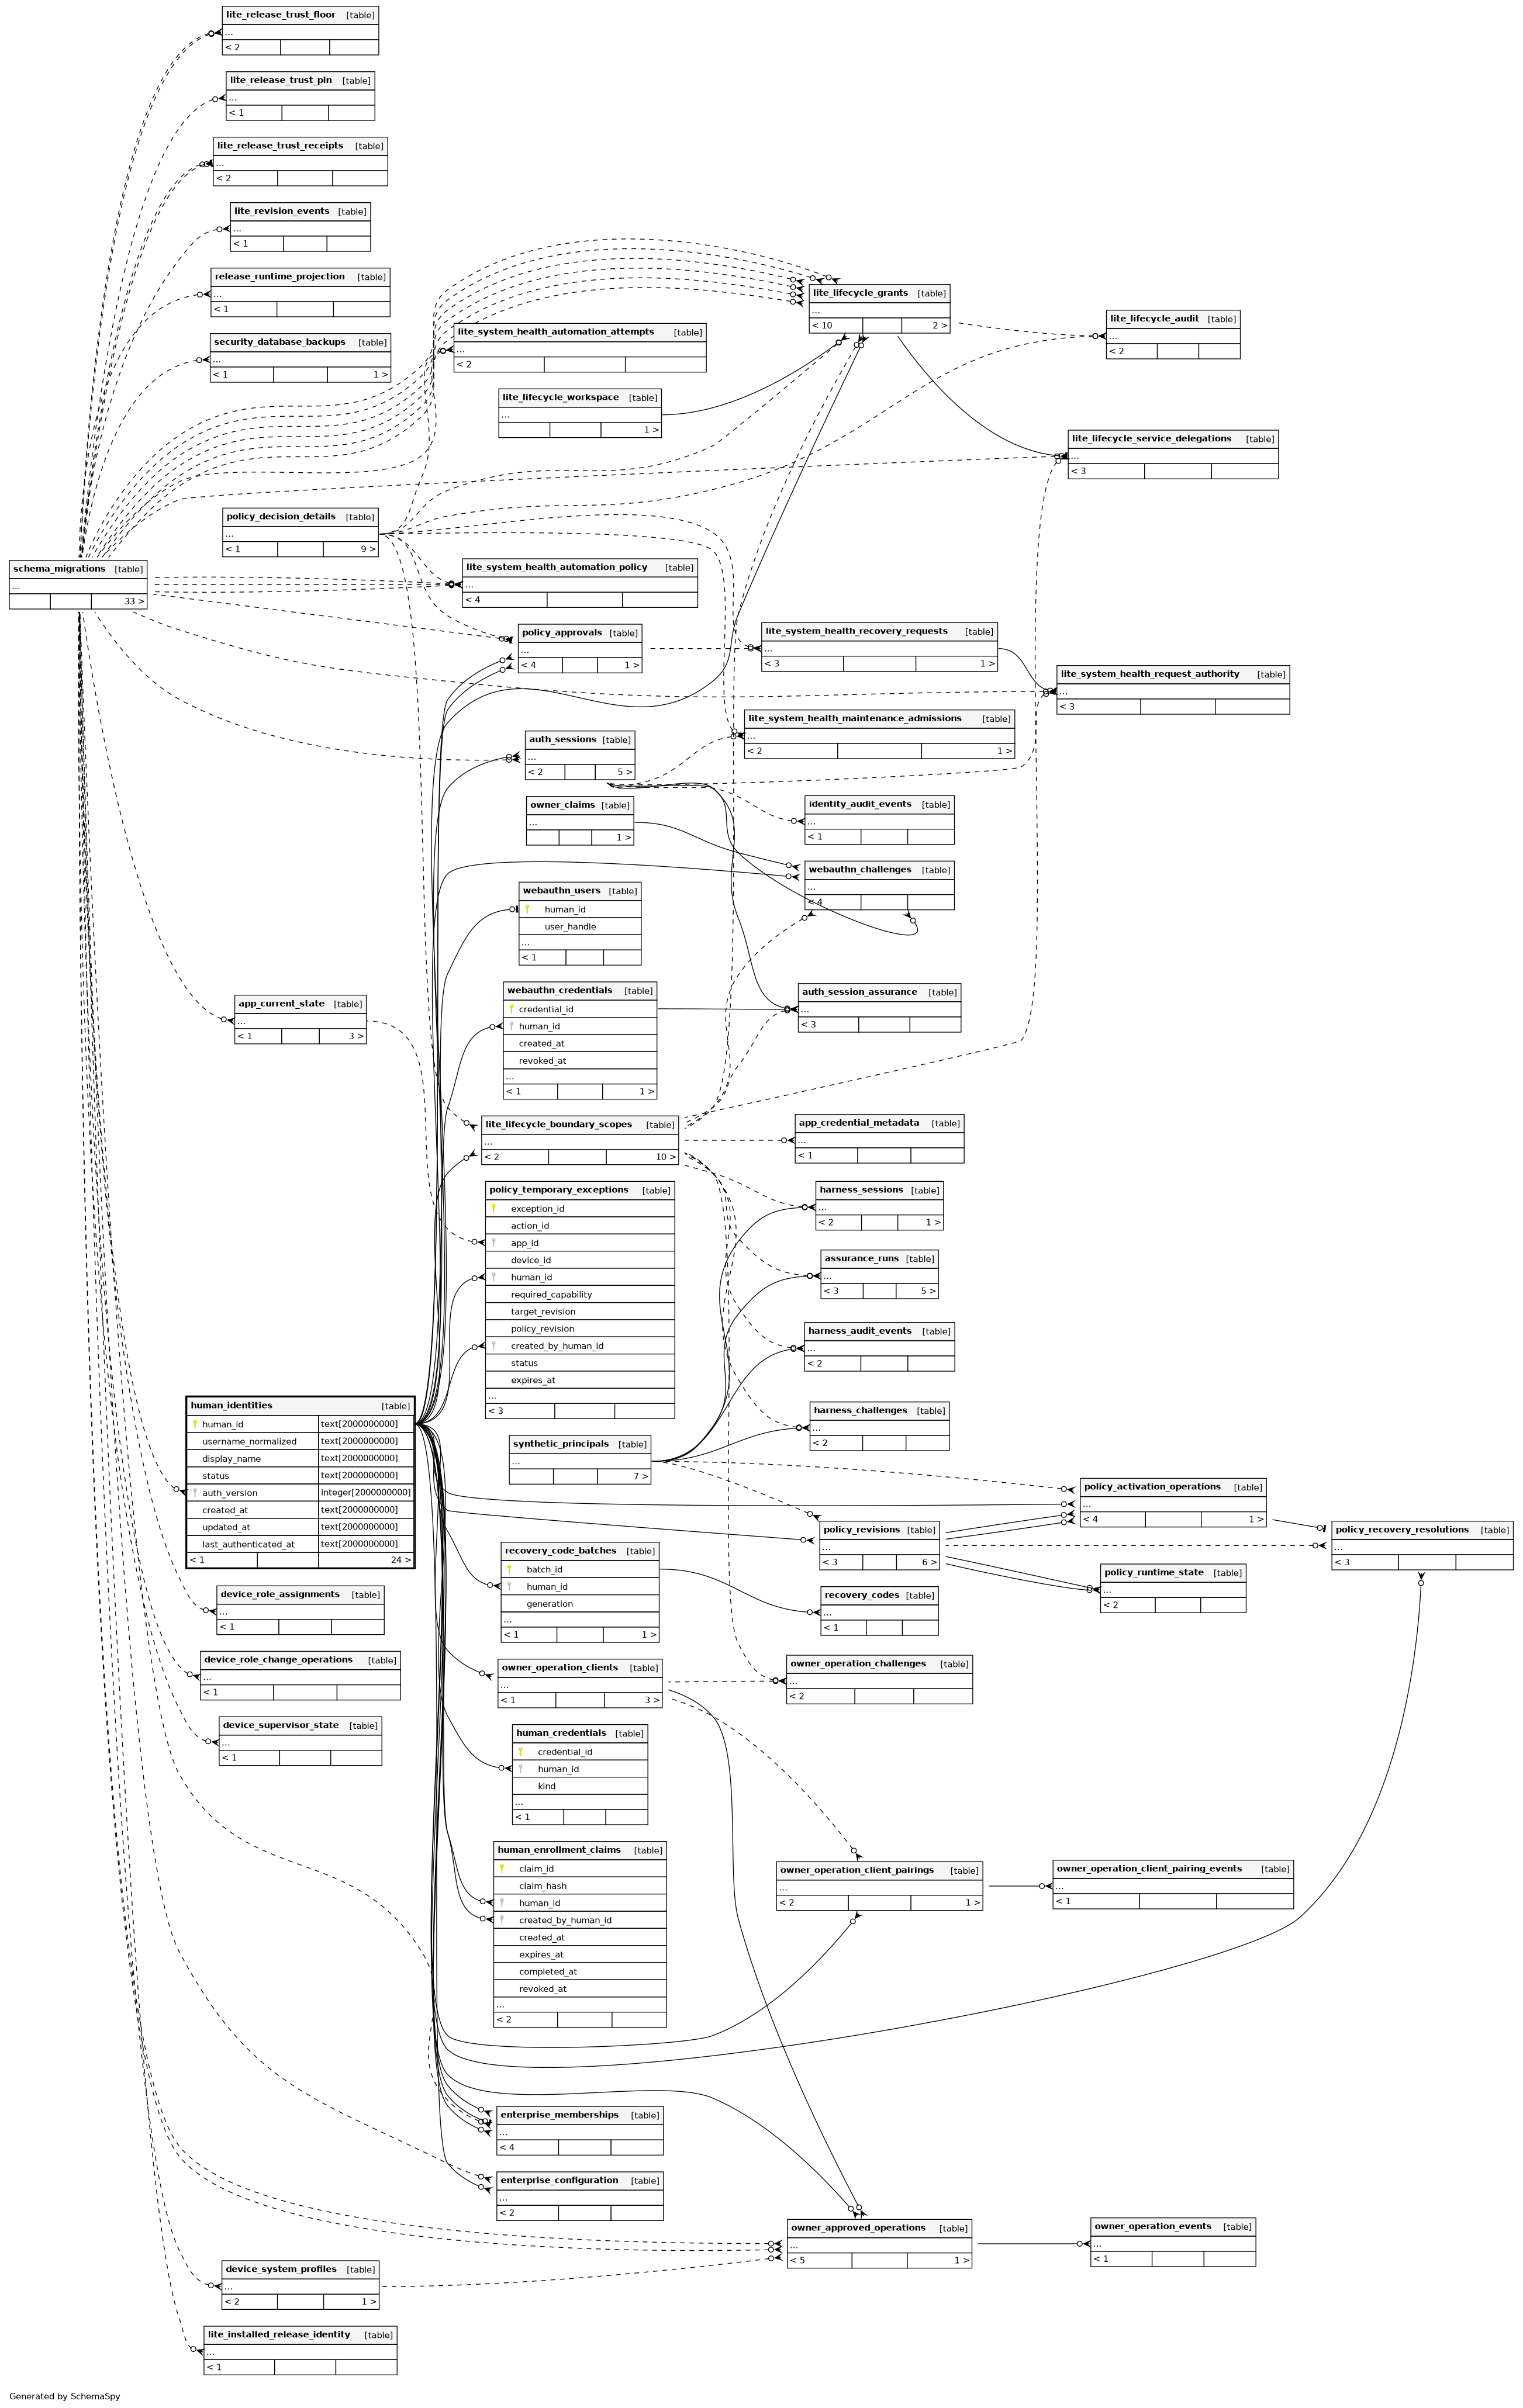 lite_release_trust_floor [table]
...
< 2
lite_release_trust_pin [table]
...
< 1
lite_release_trust_receipts [table]
...
< 2
lite_revision_events [table]
...
< 1
release_runtime_projection [table]
...
< 1
security_database_backups [table]
...
< 1 1 >
lite_lifecycle_grants [table]
...
< 10 2 >
lite_lifecycle_audit [table]
...
< 2
lite_system_health_automation_attempts [table]
...
< 2
lite_lifecycle_workspace [table]
...
1 >
lite_lifecycle_service_delegations [table]
...
< 3
policy_decision_details [table]
...
< 1 9 >
schema_migrations [table]
...
33 >
lite_system_health_automation_policy [table]
...
< 4
policy_approvals [table]
...
< 4 1 >
lite_system_health_recovery_requests [table]
...
< 3 1 >
lite_system_health_request_authority [table]
...
< 3
lite_system_health_maintenance_admissions [table]
...
< 2 1 >
auth_sessions [table]
...
< 2 5 >
owner_claims [table]
...
1 >
identity_audit_events [table]
...
< 1
webauthn_challenges [table]
...
< 4
webauthn_users [table]
human_id
user_handle
...
< 1
webauthn_credentials [table]
credential_id
human_id
created_at
revoked_at
...
< 1 1 >
auth_session_assurance [table]
...
< 3
app_current_state [table]
...
< 1 3 >
lite_lifecycle_boundary_scopes [table]
...
< 2 10 >
app_credential_metadata [table]
...
< 1
policy_temporary_exceptions [table]
exception_id
action_id
app_id
device_id
human_id
required_capability
target_revision
policy_revision
created_by_human_id
status
expires_at
...
< 3
harness_sessions [table]
...
< 2 1 >
assurance_runs [table]
...
< 3 5 >
harness_audit_events [table]
...
< 2
harness_challenges [table]
...
< 2
human_identities [table]
human_id text[2000000000]
username_normalized text[2000000000]
display_name text[2000000000]
status text[2000000000]
auth_version integer[2000000000]
created_at text[2000000000]
updated_at text[2000000000]
last_authenticated_at text[2000000000]
< 1 24 >
synthetic_principals [table]
...
7 >
policy_activation_operations [table]
...
< 4 1 >
policy_revisions [table]
...
< 3 6 >
policy_recovery_resolutions [table]
...
< 3
policy_runtime_state [table]
...
< 2
recovery_code_batches [table]
batch_id
human_id
generation
...
< 1 1 >
recovery_codes [table]
...
< 1
device_role_assignments [table]
...
< 1
device_role_change_operations [table]
...
< 1
device_supervisor_state [table]
...
< 1
owner_operation_clients [table]
...
< 1 3 >
owner_operation_challenges [table]
...
< 2
human_credentials [table]
credential_id
human_id
kind
...
< 1
human_enrollment_claims [table]
claim_id
claim_hash
human_id
created_by_human_id
created_at
expires_at
completed_at
revoked_at
...
< 2
owner_operation_client_pairings [table]
...
< 2 1 >
owner_operation_client_pairing_events [table]
...
< 1
enterprise_memberships [table]
...
< 4
enterprise_configuration [table]
...
< 2
owner_approved_operations [table]
...
< 5 1 >
owner_operation_events [table]
...
< 1
device_system_profiles [table]
...
< 2 1 >
lite_installed_release_identity [table]
...
< 1
Generated by SchemaSpy